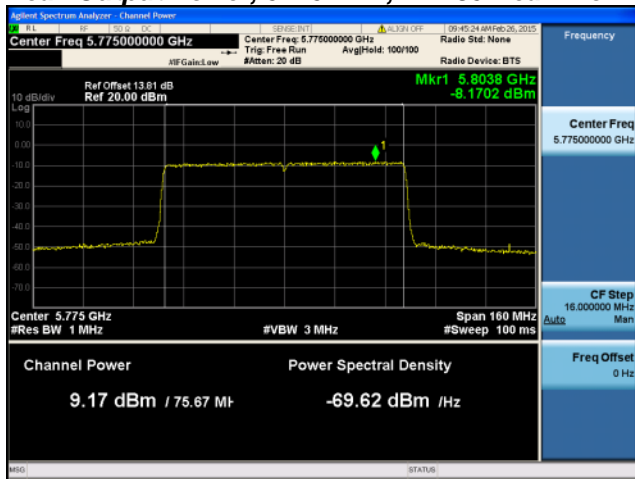 Agilent Spectrum Analyzer - Channel Power
RL RF 50 Ω DC SENSE:INT ALIGN OFF 09:45:24 AM Feb 26, 2015
Center Freq 5.775000000 GHz Center Freq: 5.775000000 GHz Radio Std: None Frequency
Trig: Free Run Avg|Hold: 100/100
#IFGain:Low #Atten: 20 dB Radio Device: BTS
Ref Offset 13.81 dB Mkr1 5.8038 GHz
10 dB/div Ref 20.00 dBm -8.1702 dBm
Log
10.0
0.00
-10.0
-20.0
-30.0
-40.0
-50.0
-60.0
-70.0
1
Center Freq
5.775000000 GHz
Center 5.775 GHz Span 160 MHz
#Res BW 1 MHz #VBW 3 MHz #Sweep 100 ms
CF Step
16.000000 MHz
Auto Man
Freq Offset
0 Hz
Channel Power Power Spectral Density
9.17 dBm / 75.67 MH -69.62 dBm /Hz
MSG STATUS